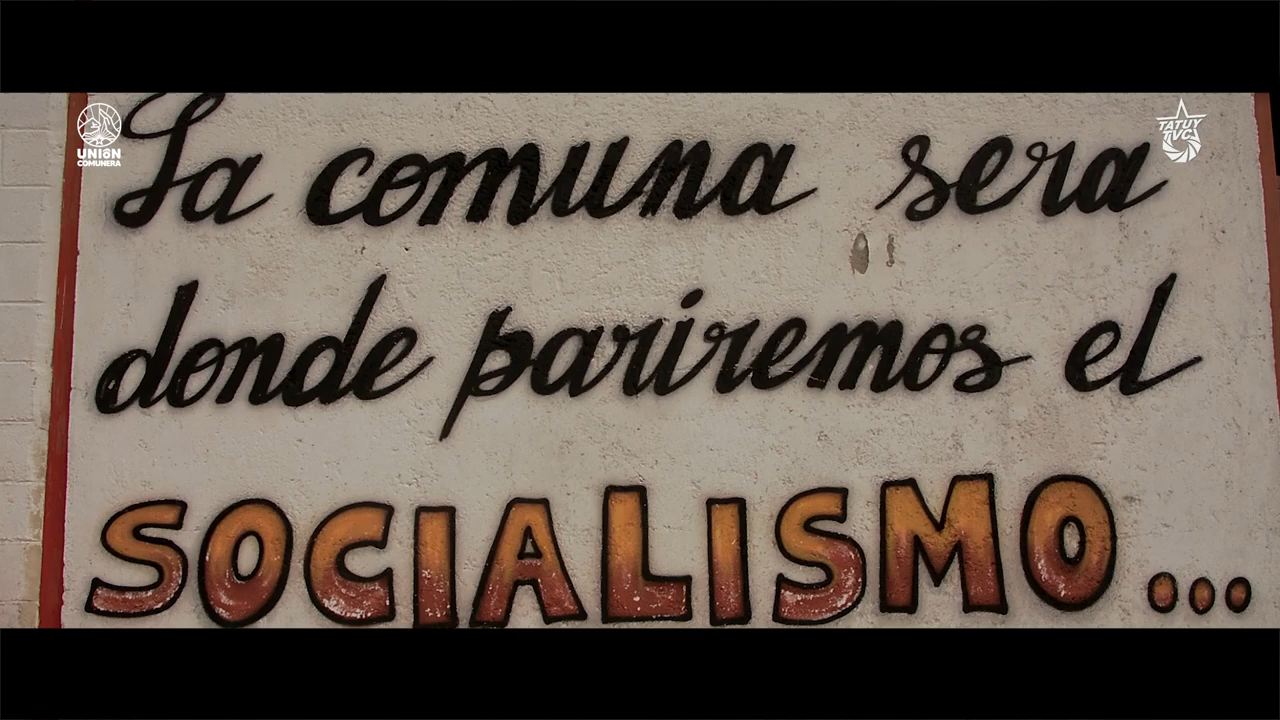 La comuna sera
donde pariremos el
SOCIALISMO...
UNIóN
COMUNERA
TATUY
TVC